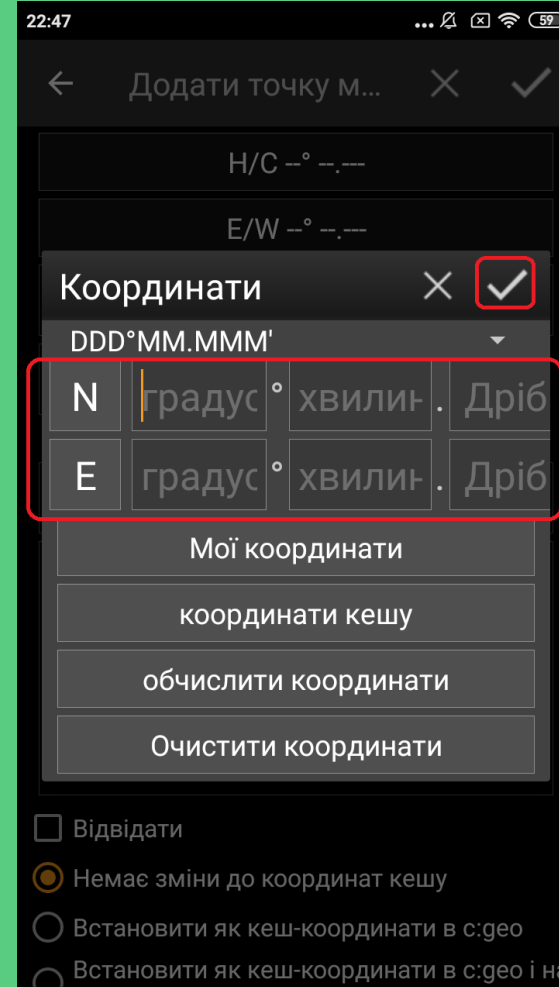 22:47
... 59
Додати точку м...
Н/С --° --.---
E/W --° --.---
Координати
DDD°MM.MMM'
N градус ° хвилин . Дріб
E градус ° хвилин . Дріб
Мої координати
координати кешу
обчислити координати
Очистити координати
Відвідати
Немає зміни до координат кешу
Встановити як кеш-координати в c:geo
Встановити як кеш-координати в c:geo і на